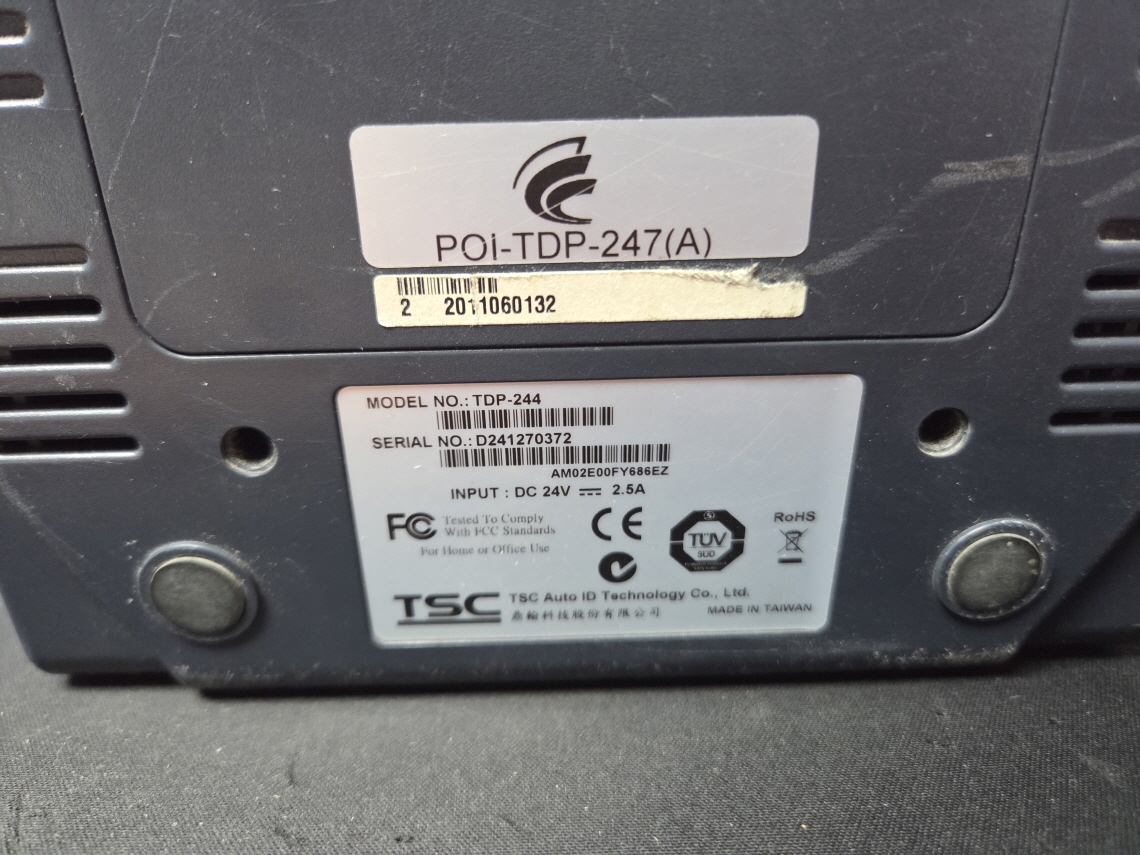 POI-TDP-247(A)
2 2011060132
MODEL NO.: TDP-244
SERIAL NO.: D241270372
AM02E00FY686EZ
INPUT : DC 24V ⎓ 2.5A
FC Tested To Comply
With FCC Standards
For Home or Office Use
CE
TÜV
SÜD
RoHS
TSC TSC Auto ID Technology Co., Ltd.
鼎翰科技股份有限公司 MADE IN TAIWAN